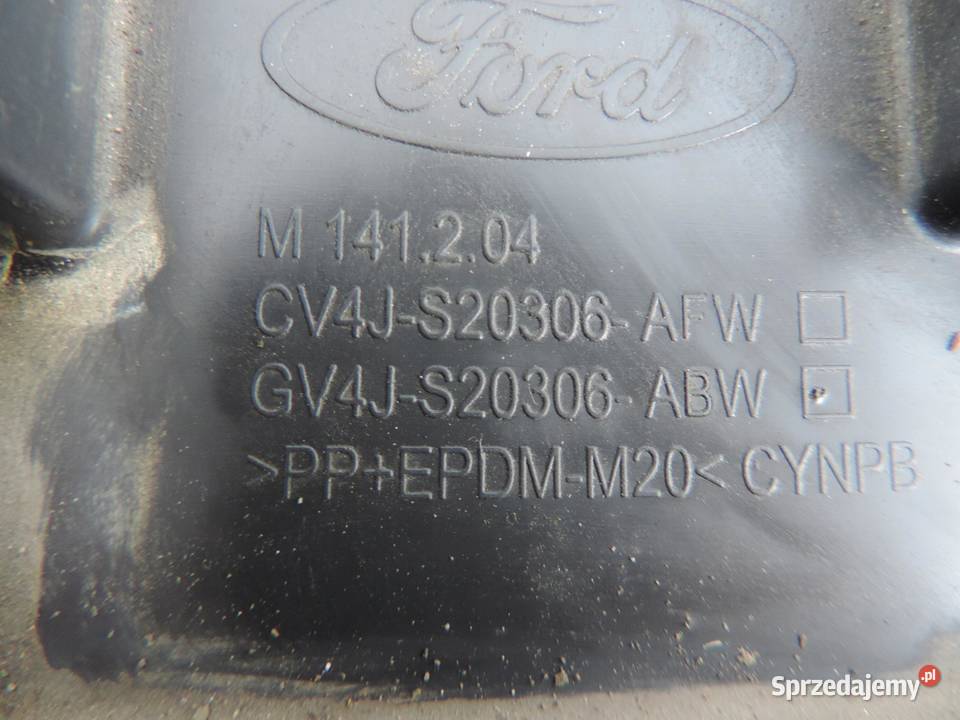 Ford
M 141.2.04
CV4J-S20306- AFW
GV4J-S20306- ABW
>PP+EPDM-M20< CYNPB
Sprzedajemy.pl